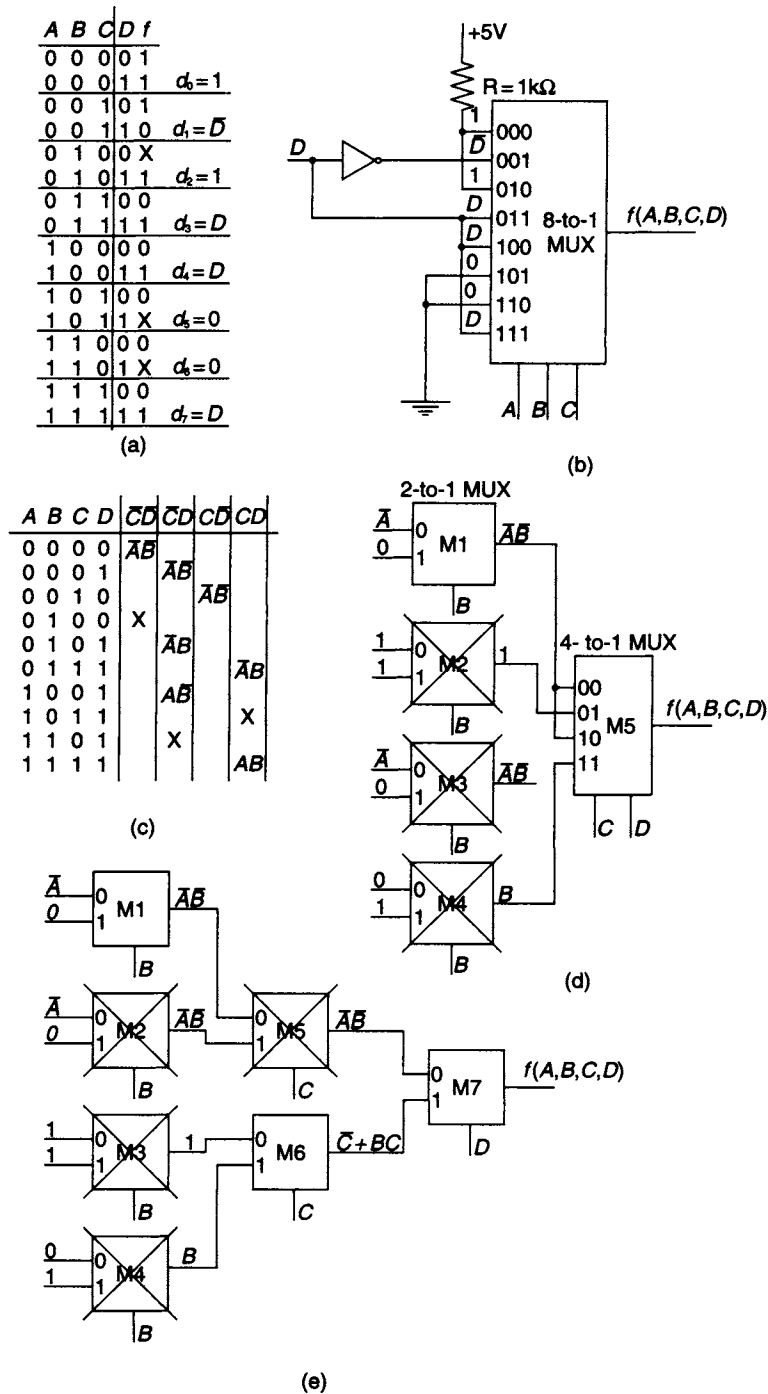 A B C D f
0 0 0 0 1
0 0 0 1 1 d₀=1
0 0 1 0 1
0 0 1 1 0 d₁=D̅
0 1 0 0 X
0 1 0 1 1 d₂=1
0 1 1 0 0
0 1 1 1 1 d₃=D
1 0 0 0 0
1 0 0 1 1 d₄=D
1 0 1 0 0
1 0 1 1 X d₅=0
1 1 0 0 0
1 1 0 1 X d₆=0
1 1 1 0 0
1 1 1 1 1 d₇=D
(a)
+5V
R=1kΩ
D
1 000
D̅ 001
1 010
D 011
D 100
0 101
0 110
D 111
8-to-1
MUX
f(A,B,C,D)
A B C
(b)
A B C D C̅D̅ C̅D CD̅ CD
0 0 0 0 A̅B̅
0 0 0 1 A̅B̅
0 0 1 0 A̅B̅
0 1 0 0 X
0 1 0 1 A̅B
0 1 1 1 A̅B
1 0 0 1 AB̅
1 0 1 1 X
1 1 0 1 X
1 1 1 1 AB
(c)
2-to-1 MUX
A̅ 0 M1 A̅B̅
0 1
B
1 0 M2 1
1 1
B
A̅ 0 M3 A̅B̅
0 1
B
0 0 M4 B
1 1
B
4- to-1 MUX
00
01
10
11
M5
f(A,B,C,D)
C D
(d)
A̅ 0 M1 A̅B̅
0 1
B
A̅ 0 M2 A̅B̅
0 1
B
0 M5 A̅B̅
1
C
1 0 M3 1
1 1
B
0 M6 C̅+BC
1
C
0 0 M4 B
1 1
B
0 M7 f(A,B,C,D)
1
D
(e)